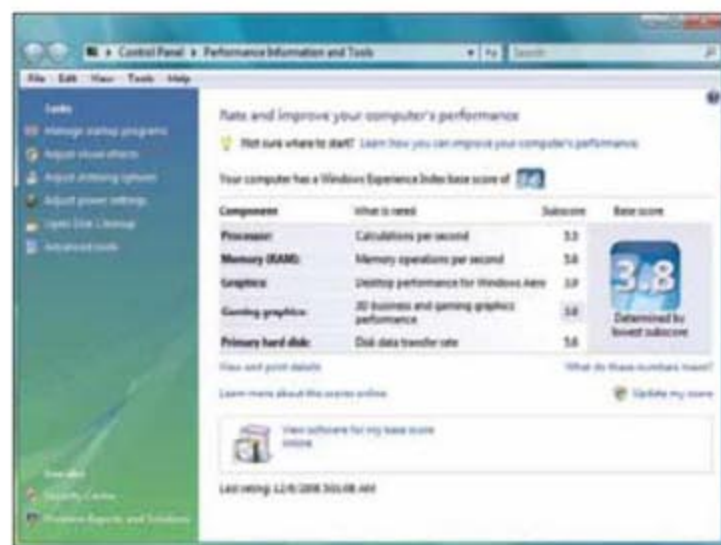 Control Panel ▸ Performance Information and Tools
Search
File Edit View Tools Help
Tasks
Manage startup programs
Adjust visual effects
Adjust indexing options
Adjust power settings
Open Disk Cleanup
Advanced tools
Rate and improve your computer's performance
Not sure where to start? Learn how you can improve your computer's performance.
Your computer has a Windows Experience Index base score of 3.8
Component What is rated Subscore Base score
Processor: Calculations per second
Memory (RAM): Memory operations per second
Graphics: Desktop performance for Windows Aero
Gaming graphics: 3D business and gaming graphics performance 3.8
Primary hard disk: Disk data transfer rate
3.8
Determined by
lowest subscore
View and print details What do these numbers mean?
Learn more about the scores online Update my score
View software for my base score
online
Last rating:
See also
Security Center
Problem Reports and Solutions